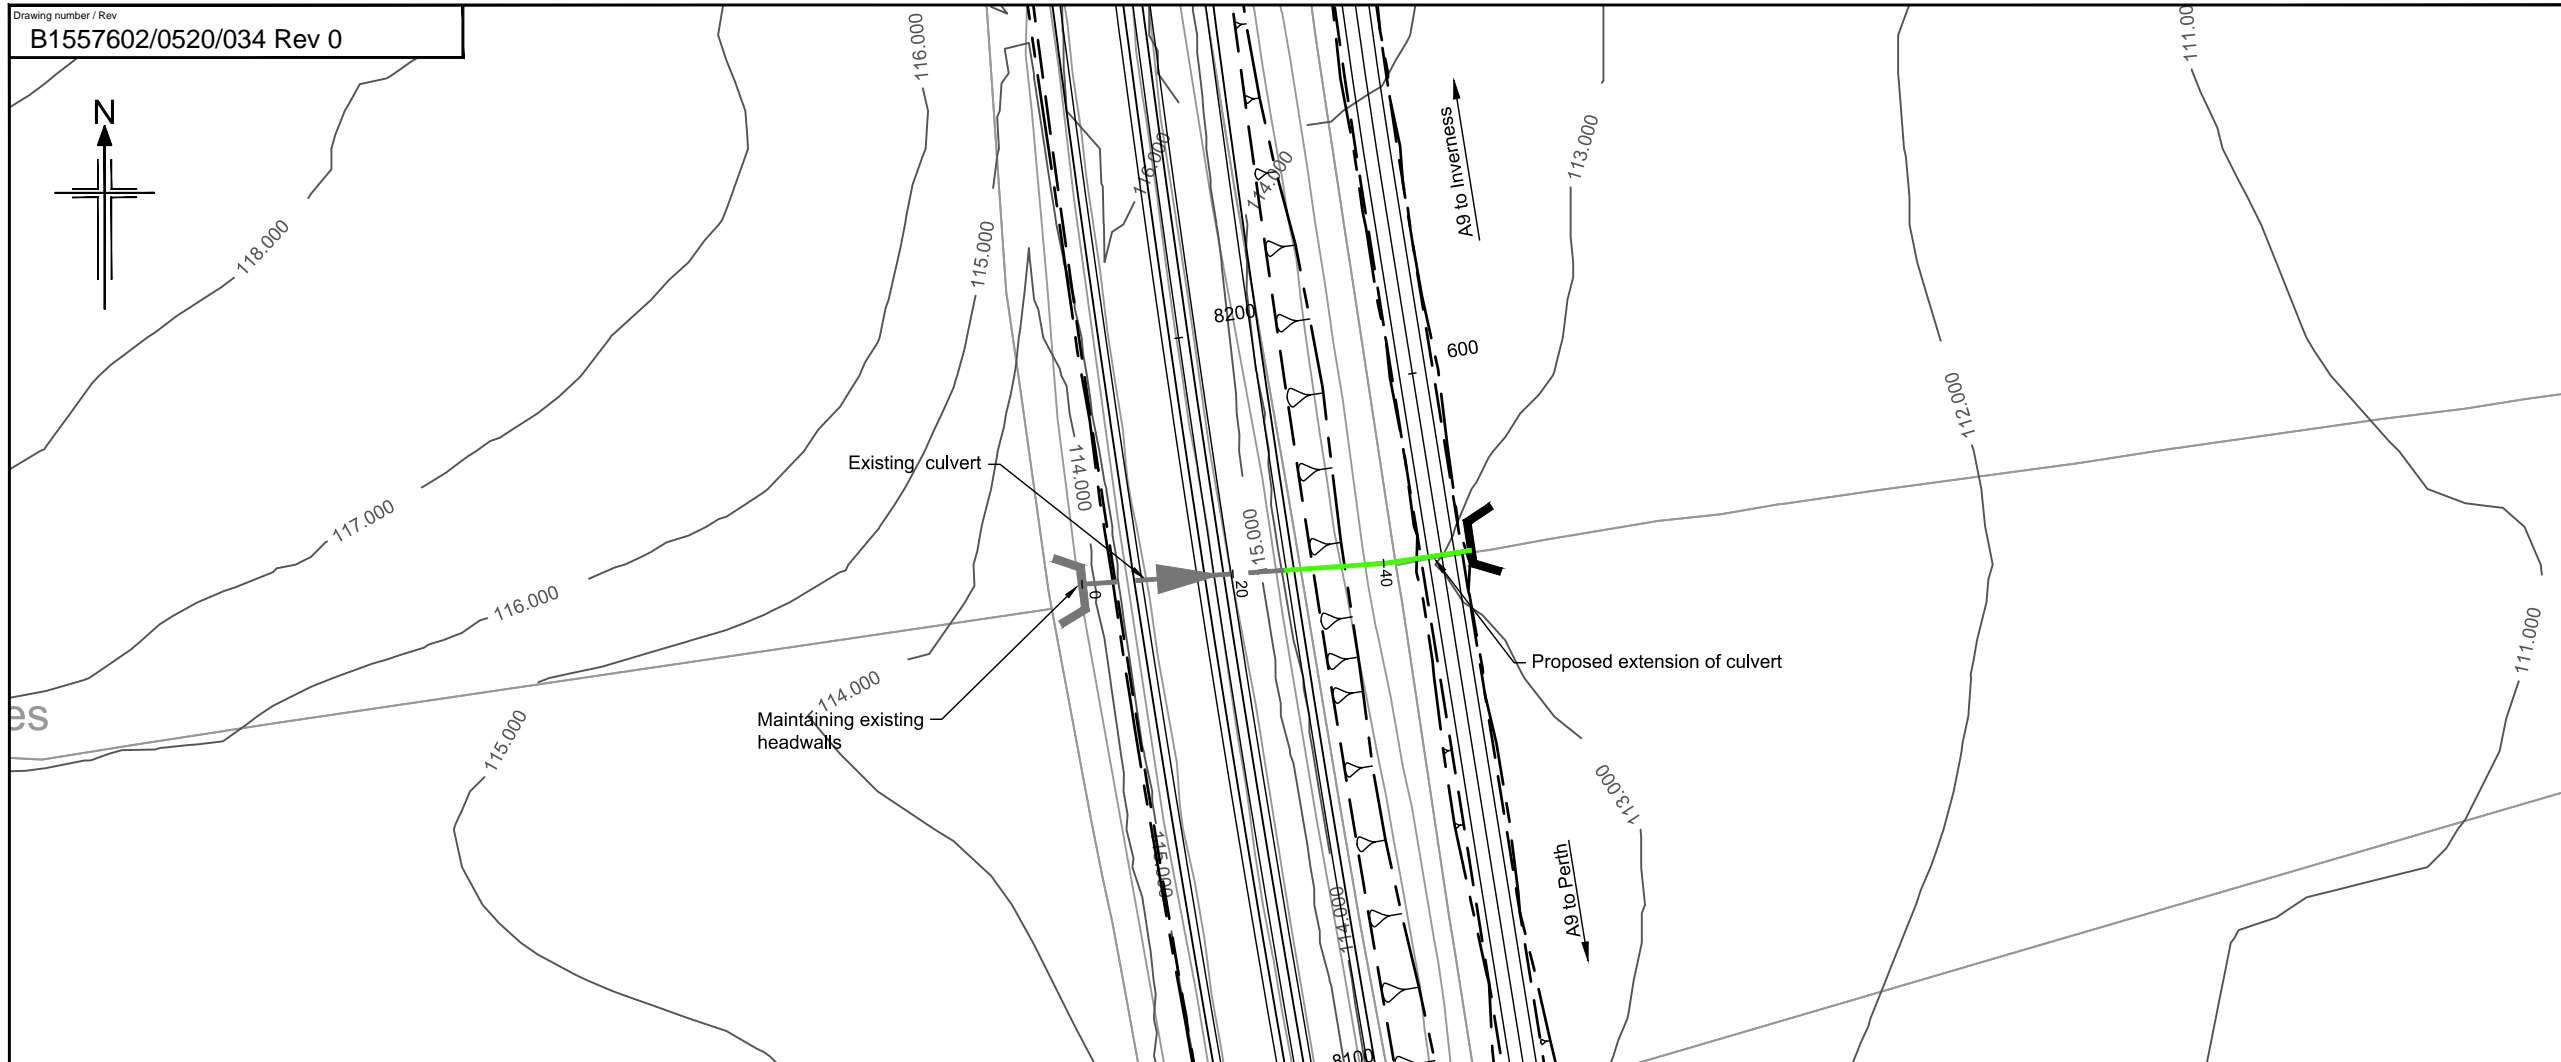 Drawing number / Rev
B1557602/0520/034 Rev 0
N
118.000
117.000
116.000
116.000
115.000
115.000
es
114.000
Existing culvert
Maintaining existing
headwalls
116.000
114.000
114.000
115.000
115.000
114.000
8200
8100
600
0
20
40
A9 to Inverness
A9 to Perth
Proposed extension of culvert
113.000
113.000
112.000
111.00
111.000